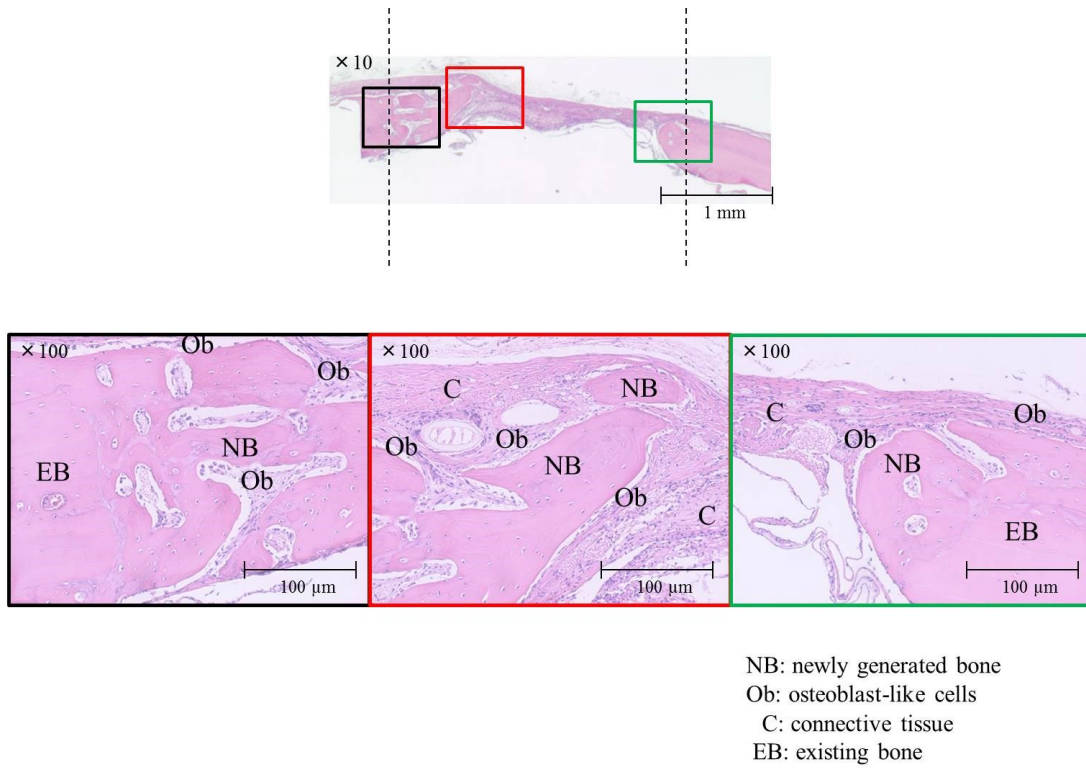 ×10
1 mm
×100
Ob
Ob
NB
EB
Ob
100 μm
×100
C
NB
Ob
Ob
NB
Ob
C
100 μm
×100
C
Ob
Ob
NB
EB
100 μm
NB: newly generated bone
Ob: osteoblast-like cells
C: connective tissue
EB: existing bone